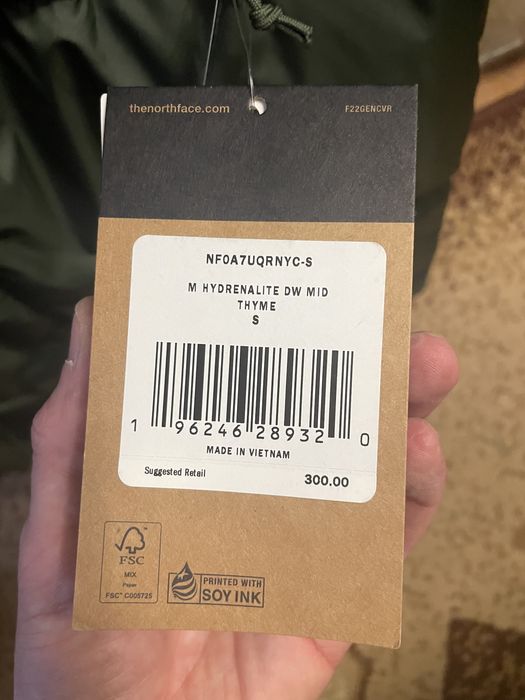 thenorthface.com
F22GENCVR
NF0A7UQRNYC-S
M HYDRENALITE DW MID
THYME
S
1 96246 28932 0
MADE IN VIETNAM
Suggested Retail 300.00
FSC
MIX
Paper
FSC™ C005725
PRINTED WITH
SOY INK